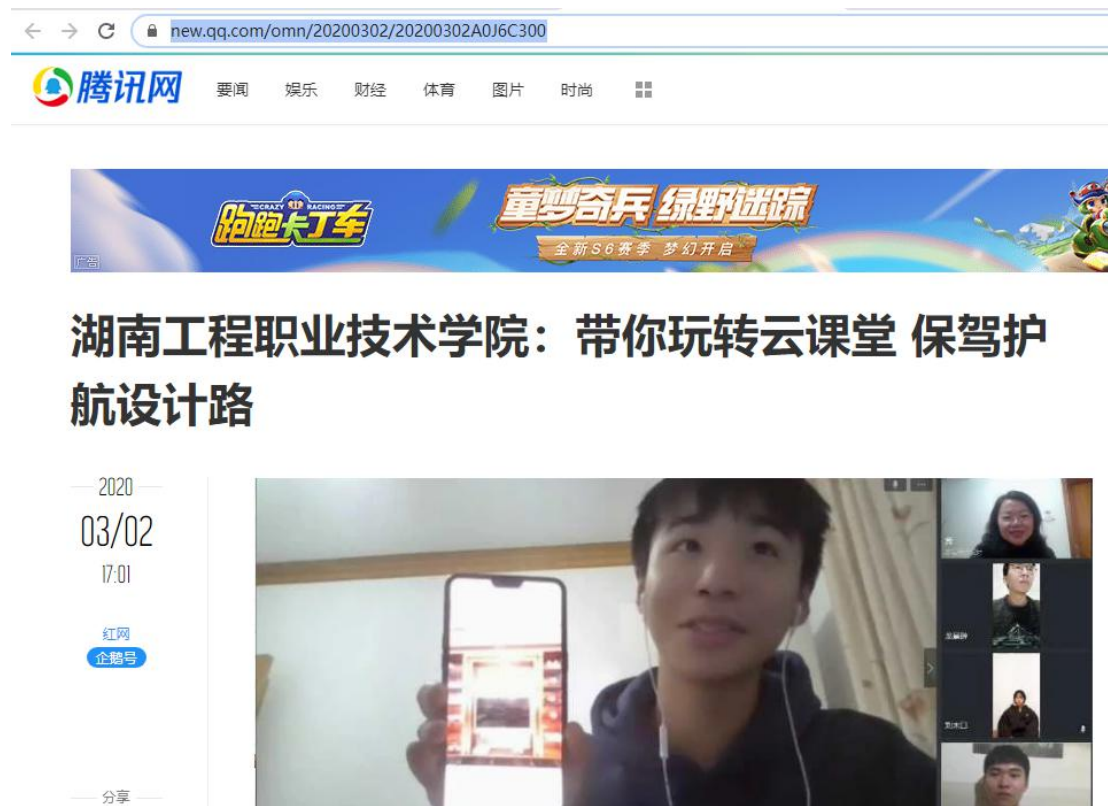 new.qq.com/omn/20200302/20200302A0J6C300
腾讯网 要闻 娱乐 财经 体育 图片 时尚
CRAZY RACING
跑跑卡丁车
童梦奇兵 绿野迷踪
全新S6赛季 梦幻开启
广告
湖南工程职业技术学院：带你玩转云课堂 保驾护
航设计路
2020
03/02
17:01
红网
企鹅号
分享